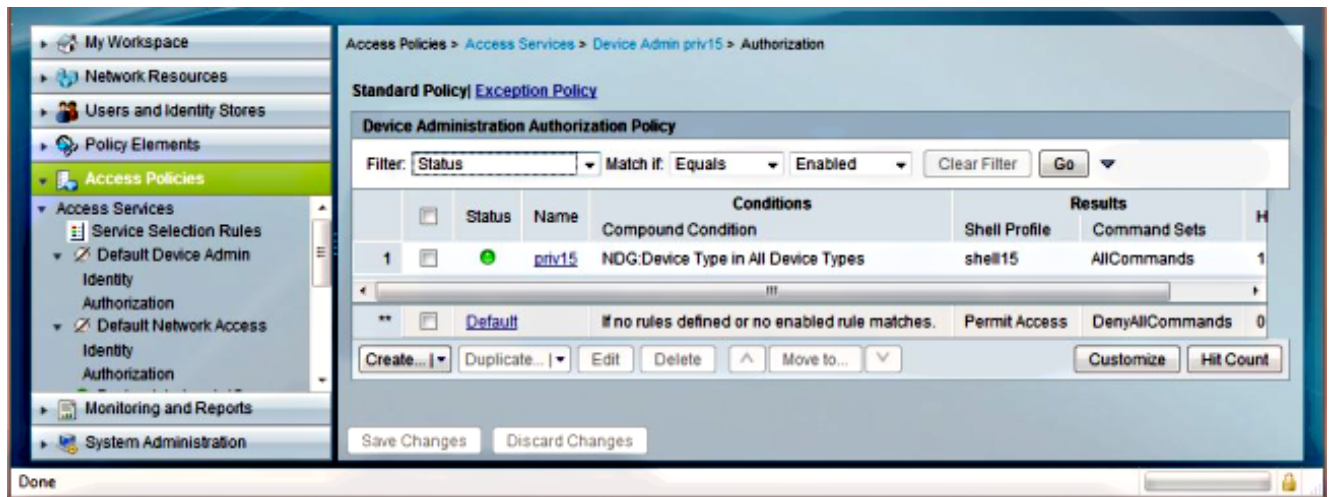 My Workspace
Network Resources
Users and Identity Stores
Policy Elements
Access Policies
Access Services
Service Selection Rules
Default Device Admin
Identity
Authorization
Default Network Access
Identity
Authorization
Monitoring and Reports
System Administration
Access Policies > Access Services > Device Admin priv15 > Authorization
Standard Policy| Exception Policy
Device Administration Authorization Policy
Filter: Status Match if: Equals Enabled Clear Filter Go
Conditions Results
Status Name Compound Condition Shell Profile Command Sets H
1 priv15 NDG:Device Type in All Device Types shell15 AllCommands 1
** Default If no rules defined or no enabled rule matches. Permit Access DenyAllCommands 0
Create... | Duplicate... | Edit Delete Move to... Customize Hit Count
Save Changes Discard Changes
Done